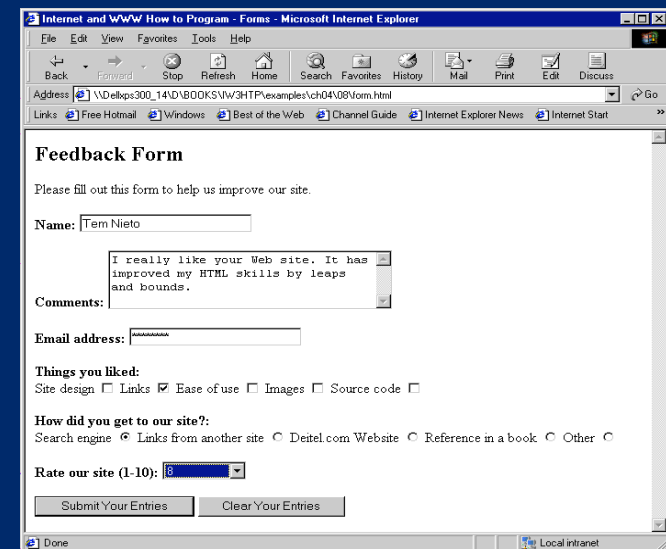 Internet and WWW How to Program - Forms - Microsoft Internet Explorer
File Edit View Favorites Tools Help
Back Forward Stop Refresh Home Search Favorites History Mail Print Edit Discuss
Address \\Dellxps300_14\D\BOOKS\IW3HTP\examples\ch04\08\form.html Go
Links Free Hotmail Windows Best of the Web Channel Guide Internet Explorer News Internet Start »
Feedback Form
Please fill out this form to help us improve our site.
Name: Tem Nieto
I really like your Web site. It has
improved my HTML skills by leaps
and bounds.
Comments:
Email address: ********
Things you liked:
Site design Links Ease of use Images Source code
How did you get to our site?:
Search engine Links from another site Deitel.com Website Reference in a book Other
Rate our site (1-10): 8
Submit Your Entries Clear Your Entries
Done Local intranet